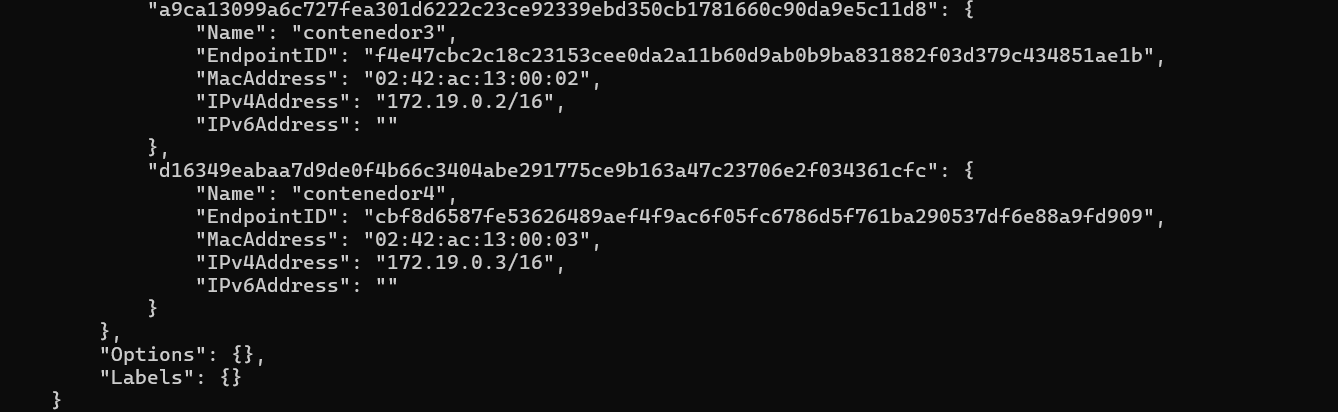 "a9ca13099a6c727fea301d6222c23ce92339ebd350cb1781660c90da9e5c11d8": {
"Name": "contenedor3",
"EndpointID": "f4e47cbc2c18c23153cee0da2a11b60d9ab0b9ba831882f03d379c434851ae1b",
"MacAddress": "02:42:ac:13:00:02",
"IPv4Address": "172.19.0.2/16",
"IPv6Address": ""
},
"d16349eabaa7d9de0f4b66c3404abe291775ce9b163a47c23706e2f034361cfc": {
"Name": "contenedor4",
"EndpointID": "cbf8d6587fe53626489aef4f9ac6f05fc6786d5f761ba290537df6e88a9fd909",
"MacAddress": "02:42:ac:13:00:03",
"IPv4Address": "172.19.0.3/16",
"IPv6Address": ""
}
},
"Options": {},
"Labels": {}
}